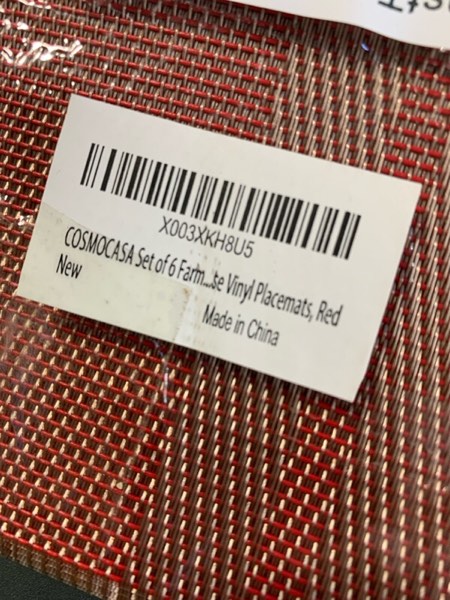 X003XKH8U5
COSMOCASA Set of 6 Farm...se Vinyl Placemats, Red
New
Made in China